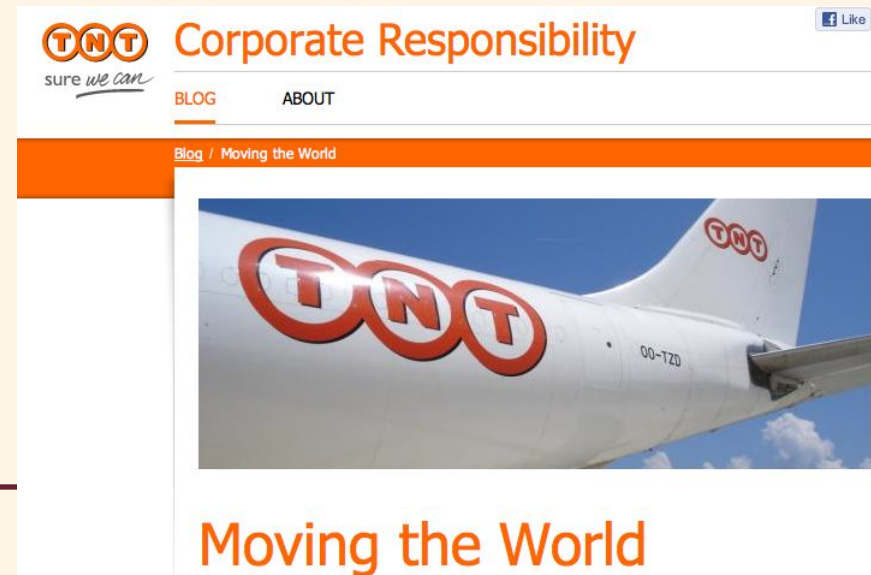 TNT
sure we can
Corporate Responsibility
Like
BLOG ABOUT
Blog / Moving the World
TNT
TNT
OO-TZD
Moving the World